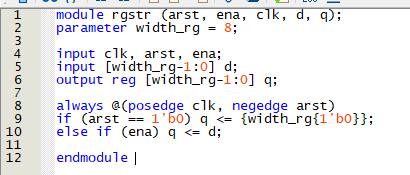 1 module rgstr (arst, ena, clk, d, q);
2 parameter width_rg = 8;
3
4 input clk, arst, ena;
5 input [width_rg-1:0] d;
6 output reg [width_rg-1:0] q;
7
8 always @(posedge clk, negedge arst)
9 if (arst == 1'b0) q <= {width_rg{1'b0}};
10 else if (ena) q <= d;
11
12 endmodule